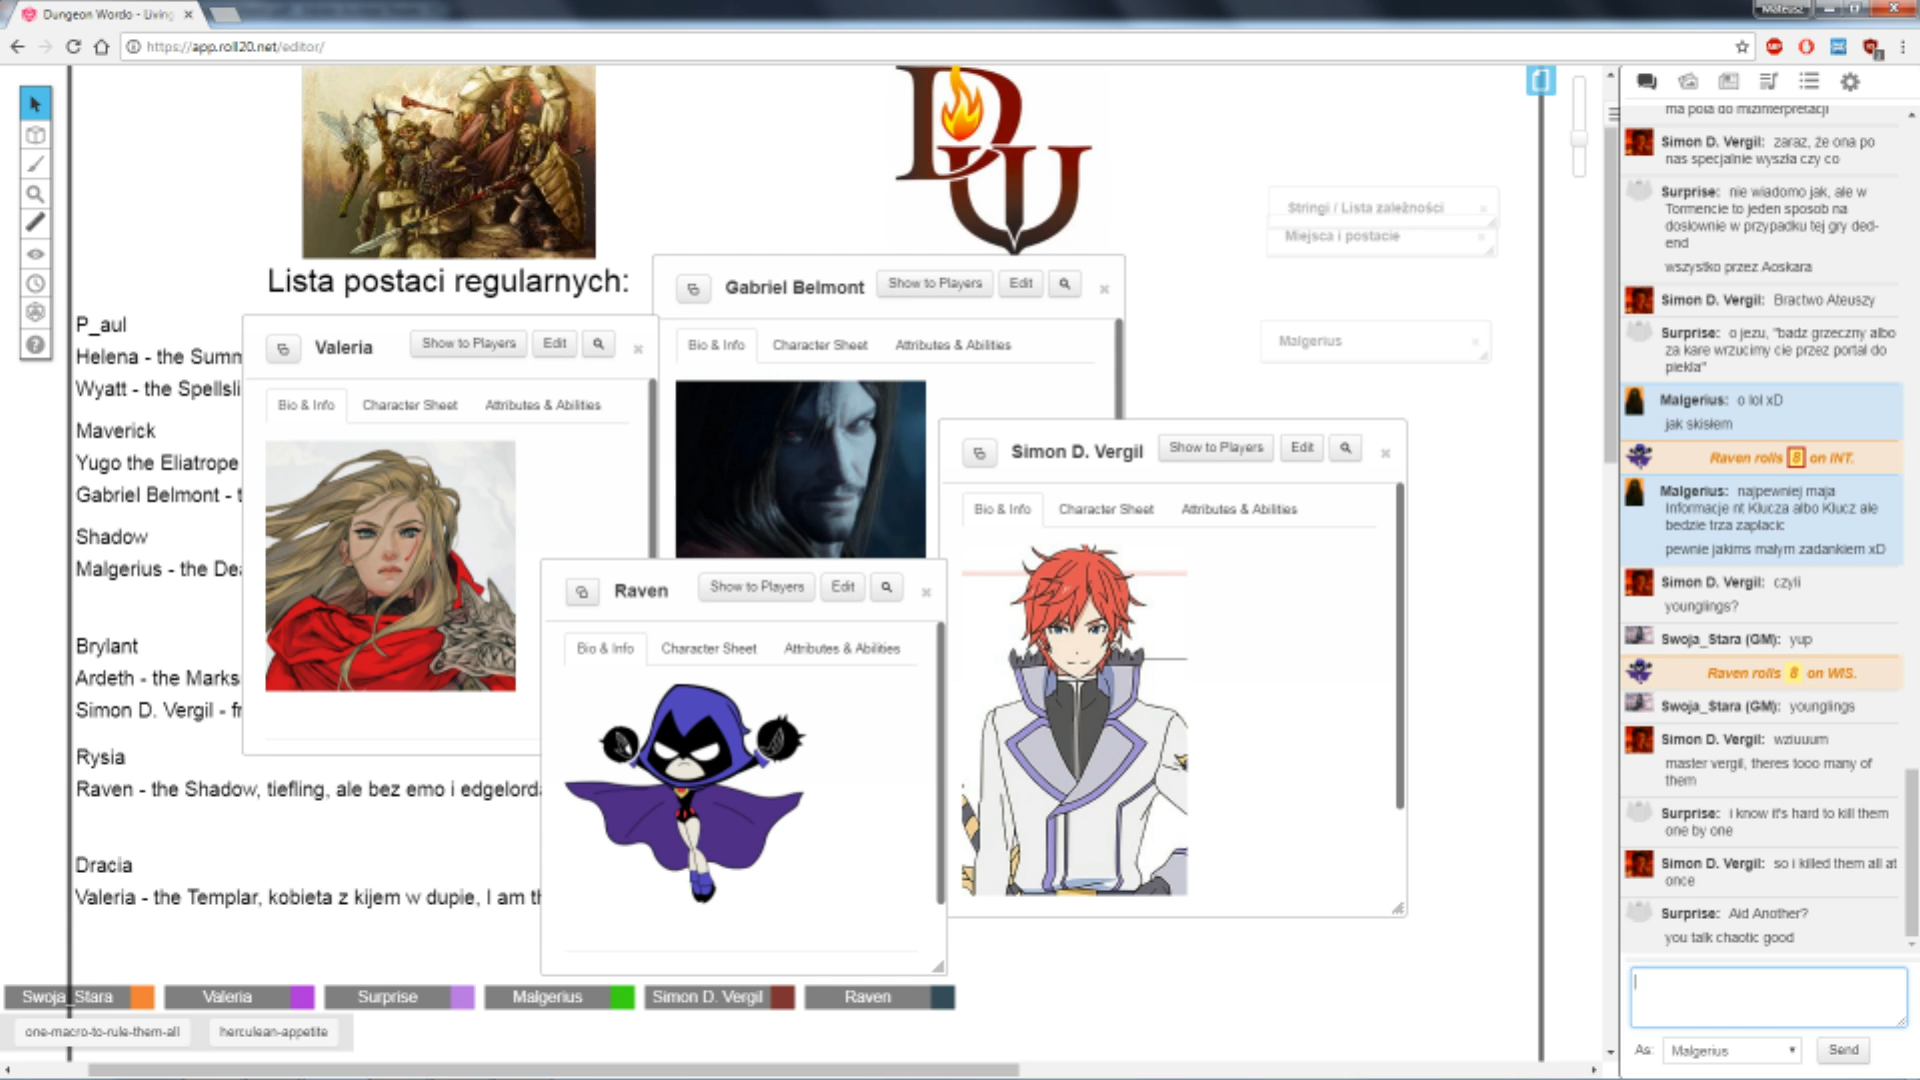 Dungeon Wordo - Living
Mateusz
https://app.roll20.net/editor/
DU
Lista postaci regularnych:
P_aul
Helena - the Summ
Wyatt - the Spellsli
Maverick
Yugo the Eliatrope
Gabriel Belmont - t
Shadow
Malgerius - the Dea
Brylant
Ardeth - the Marks
Simon D. Vergil - fr
Rysia
Raven - the Shadow, tiefling, ale bez emo i edgelord
Dracia
Valeria - the Templar, kobieta z kijem w dupie, I am th
Valeria
Show to Players
Edit
Bio & Info
Character Sheet
Attributes & Abilities
Gabriel Belmont
Show to Players
Edit
Bio & Info
Character Sheet
Attributes & Abilities
Raven
Show to Players
Edit
Bio & Info
Character Sheet
Attributes & Abilities
Simon D. Vergil
Show to Players
Edit
Bio & Info
Character Sheet
Attributes & Abilities
Stringi / Lista zależności
Miejsca i postacie
Malgerius
Swoja_Stara
Valeria
Surprise
Malgerius
Simon D. Vergil
Raven
one-macro-to-rule-them-all
herculean-appetite
ma pola do mizinterpretacji
Simon D. Vergil: zaraz, że ona po
nas specjalnie wyszła czy co
Surprise: nie wiadomo jak, ale w
Tormencie to jeden sposob na
doslownie w przypadku tej gry ded-
end
wszystko przez Aoskara
Simon D. Vergil: Bractwo Ateuszy
Surprise: o jezu, "badz grzeczny albo
za kare wrzucimy cie przez portal do
piekla"
Malgerius: o lol xD
jak skisłem
Raven rolls 8 on INT.
Malgerius: najpewniej maja
Informacje nt Klucza albo Klucz ale
bedzie trza zaplacic
pewnie jakims malym zadankiem xD
Simon D. Vergil: czyli
younglings?
Swoja_Stara (GM): yup
Raven rolls 8 on WIS.
Swoja_Stara (GM): younglings
Simon D. Vergil: wziuuum
master vergil, theres tooo many of
them
Surprise: i know it's hard to kill them
one by one
Simon D. Vergil: so i killed them all at
once
Surprise: Aid Another?
you talk chaotic good
As:
Malgerius
Send